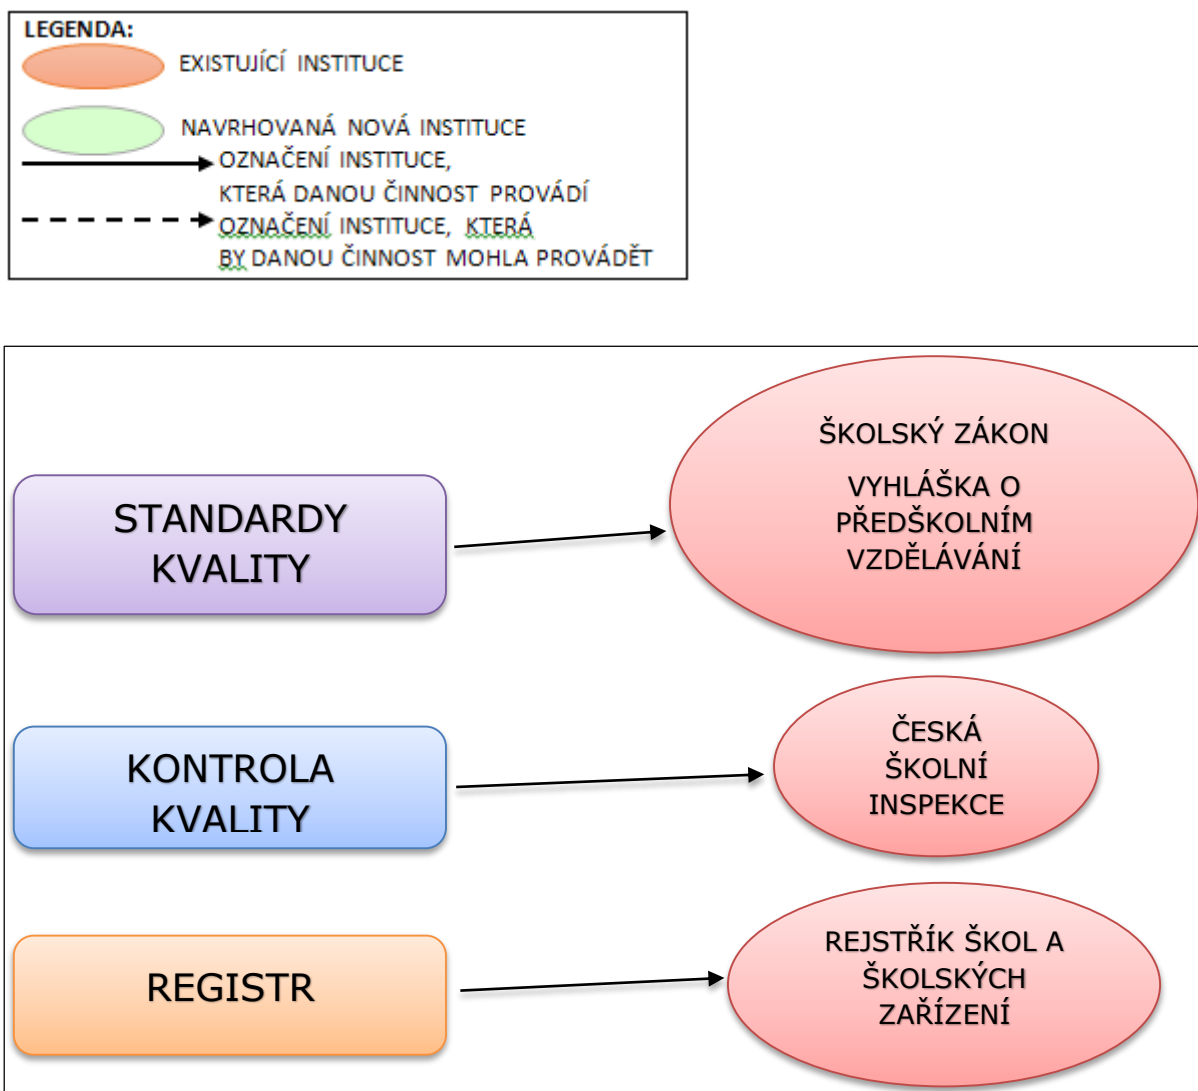 LEGENDA:
EXISTUJÍCÍ INSTITUCE
NAVRHOVANÁ NOVÁ INSTITUCE
OZNAČENÍ INSTITUCE,
KTERÁ DANOU ČINNOST PROVÁDÍ
OZNAČENÍ INSTITUCE, KTERÁ
BY DANOU ČINNOST MOHLA PROVÁDĚT
STANDARDY
KVALITY
ŠKOLSKÝ ZÁKON
VYHLÁŠKA O
PŘEDŠKOLNÍM
VZDĚLÁVÁNÍ
KONTROLA
KVALITY
ČESKÁ
ŠKOLNÍ
INSPEKCE
REGISTR
REJSTŘÍK ŠKOL A
ŠKOLSKÝCH
ZAŘÍZENÍ